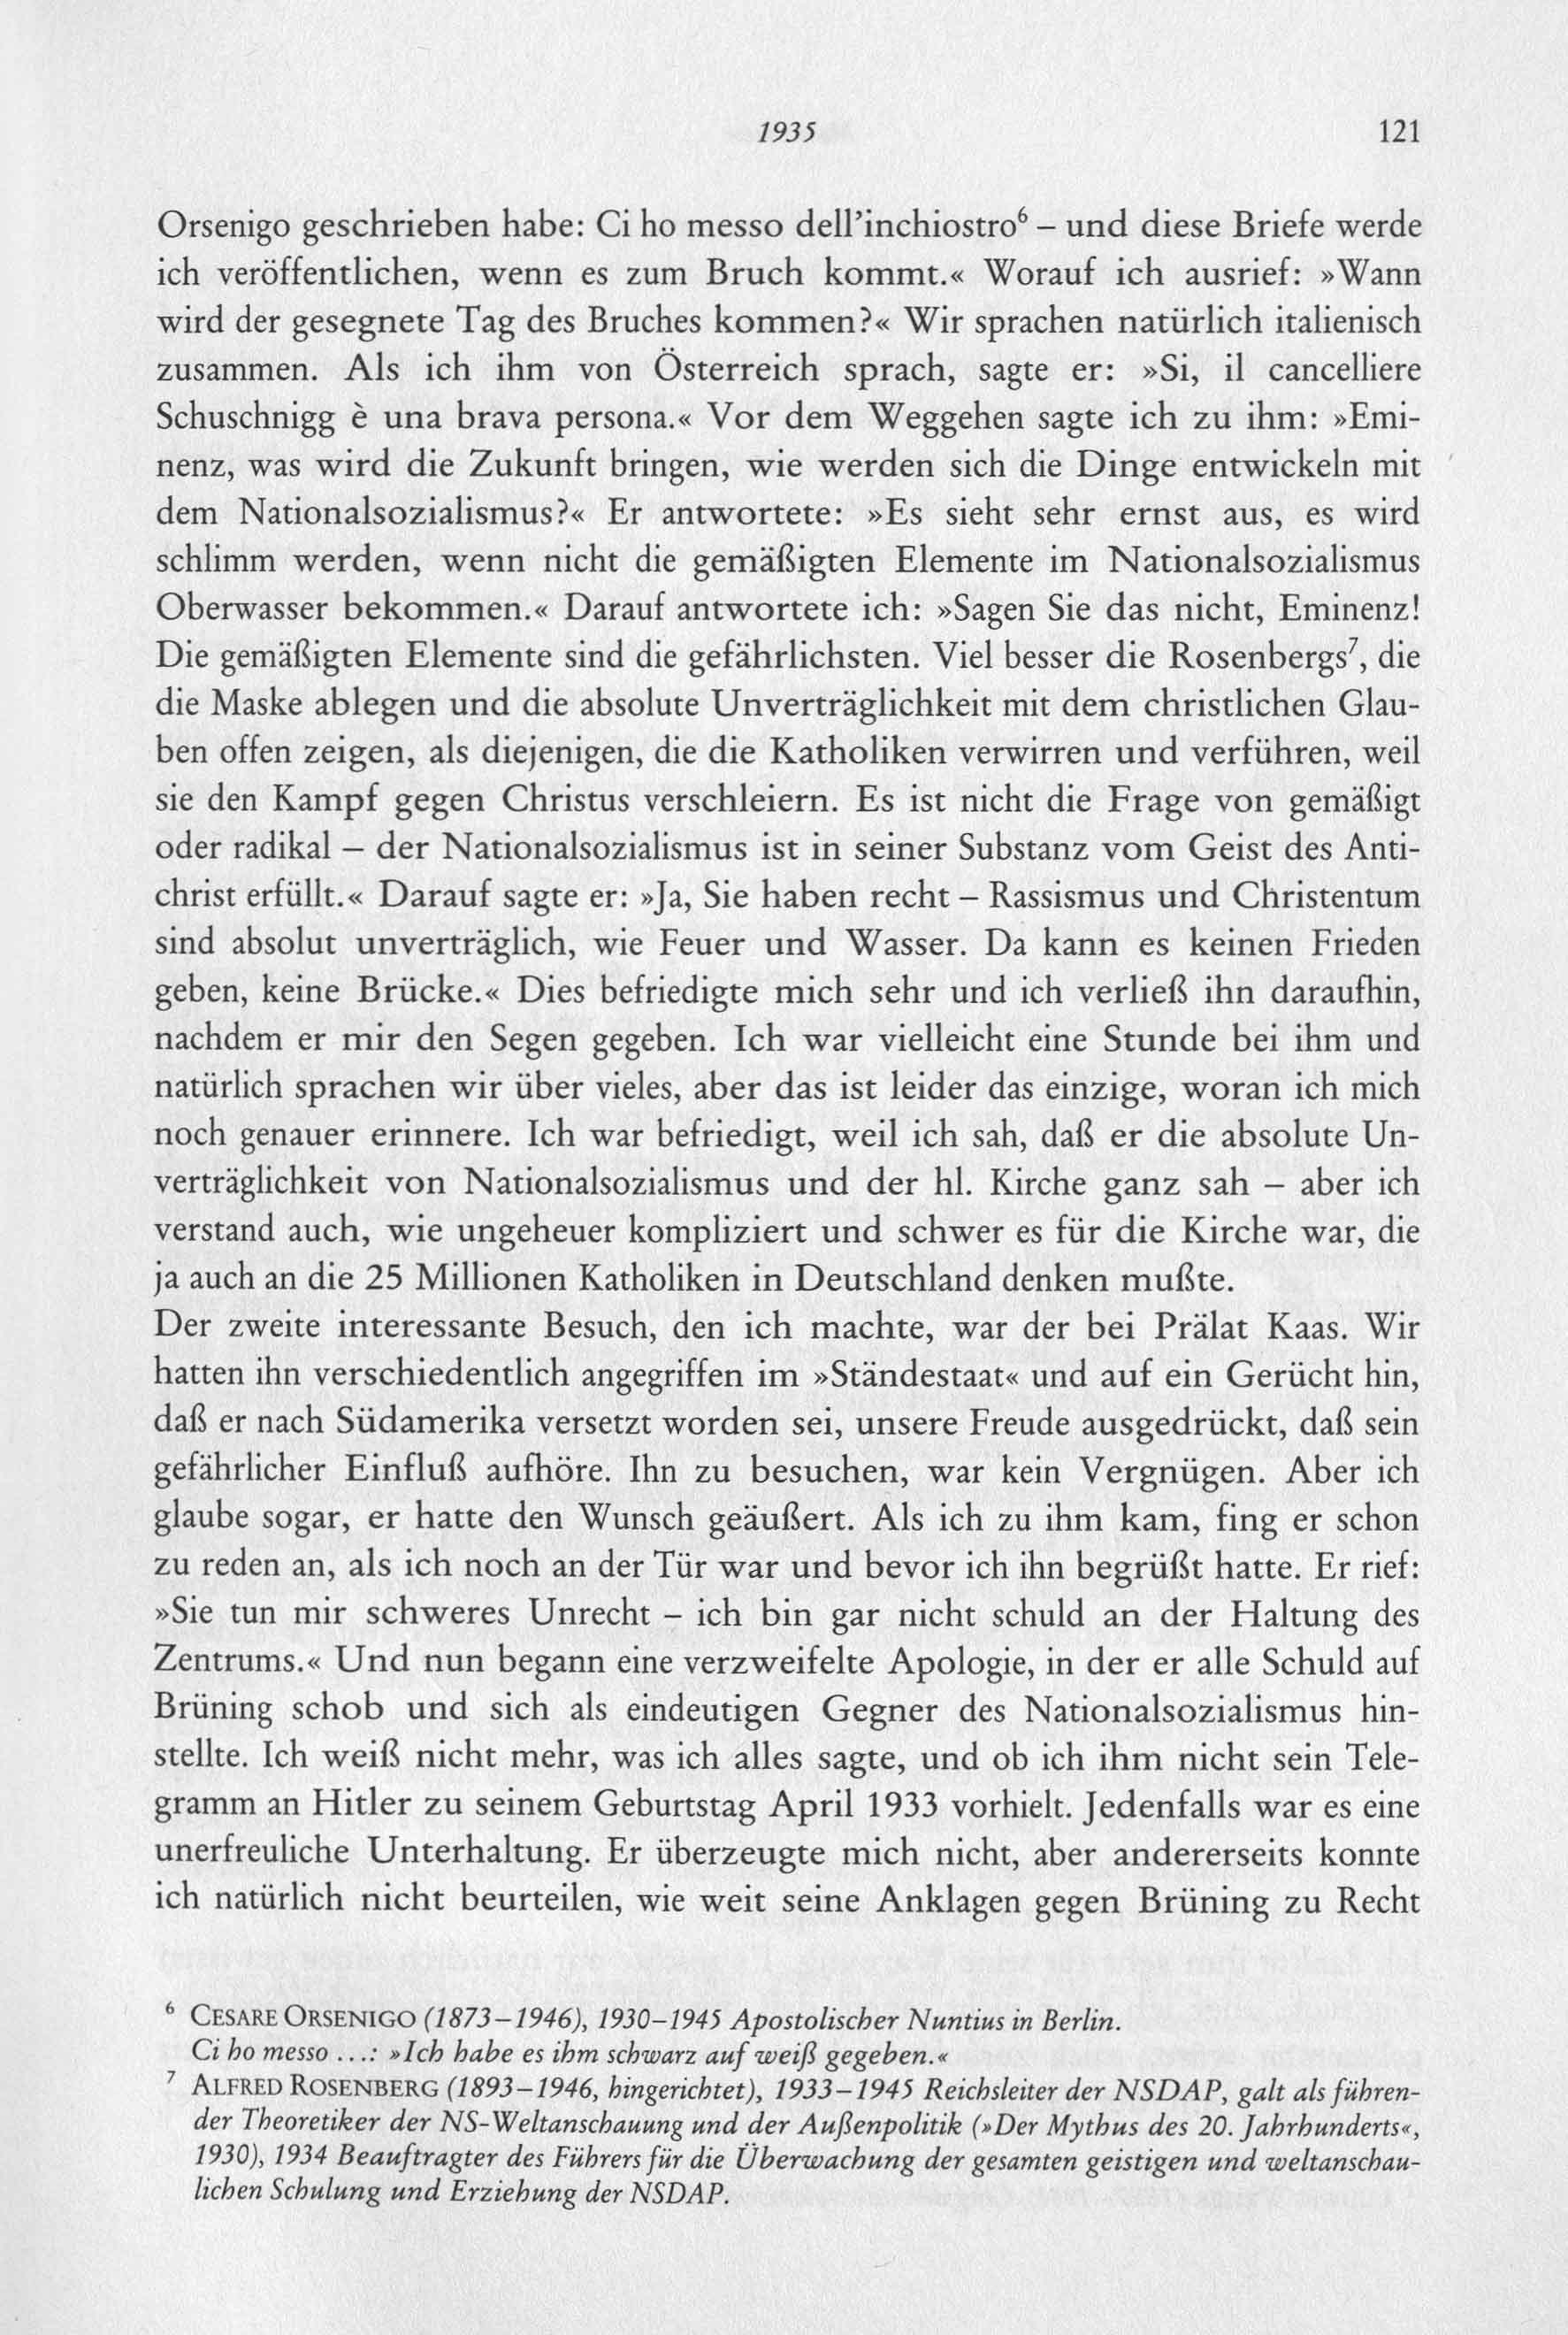 1935 121
Orsenigo geschrieben habe: Ci ho messo dell’inchiostro⁶ – und diese Briefe werde
ich veröffentlichen, wenn es zum Bruch kommt.« Worauf ich ausrief: »Wann
wird der gesegnete Tag des Bruches kommen?« Wir sprachen natürlich italienisch
zusammen. Als ich ihm von Österreich sprach, sagte er: »Si, il cancelliere
Schuschnigg è una brava persona.« Vor dem Weggehen sagte ich zu ihm: »Emi-
nenz, was wird die Zukunft bringen, wie werden sich die Dinge entwickeln mit
dem Nationalsozialismus?« Er antwortete: »Es sieht sehr ernst aus, es wird
schlimm werden, wenn nicht die gemäßigten Elemente im Nationalsozialismus
Oberwasser bekommen.« Darauf antwortete ich: »Sagen Sie das nicht, Eminenz!
Die gemäßigten Elemente sind die gefährlichsten. Viel besser die Rosenbergs⁷, die
die Maske ablegen und die absolute Unverträglichkeit mit dem christlichen Glau-
ben offen zeigen, als diejenigen, die die Katholiken verwirren und verführen, weil
sie den Kampf gegen Christus verschleiern. Es ist nicht die Frage von gemäßigt
oder radikal – der Nationalsozialismus ist in seiner Substanz vom Geist des Anti-
christ erfüllt.« Darauf sagte er: »Ja, Sie haben recht – Rassismus und Christentum
sind absolut unverträglich, wie Feuer und Wasser. Da kann es keinen Frieden
geben, keine Brücke.« Dies befriedigte mich sehr und ich verließ ihn daraufhin,
nachdem er mir den Segen gegeben. Ich war vielleicht eine Stunde bei ihm und
natürlich sprachen wir über vieles, aber das ist leider das einzige, woran ich mich
noch genauer erinnere. Ich war befriedigt, weil ich sah, daß er die absolute Un-
verträglichkeit von Nationalsozialismus und der hl. Kirche ganz sah – aber ich
verstand auch, wie ungeheuer kompliziert und schwer es für die Kirche war, die
ja auch an die 25 Millionen Katholiken in Deutschland denken mußte.
Der zweite interessante Besuch, den ich machte, war der bei Prälat Kaas. Wir
hatten ihn verschiedentlich angegriffen im »Ständestaat« und auf ein Gerücht hin,
daß er nach Südamerika versetzt worden sei, unsere Freude ausgedrückt, daß sein
gefährlicher Einfluß aufhöre. Ihn zu besuchen, war kein Vergnügen. Aber ich
glaube sogar, er hatte den Wunsch geäußert. Als ich zu ihm kam, fing er schon
zu reden an, als ich noch an der Tür war und bevor ich ihn begrüßt hatte. Er rief:
»Sie tun mir schweres Unrecht – ich bin gar nicht schuld an der Haltung des
Zentrums.« Und nun begann eine verzweifelte Apologie, in der er alle Schuld auf
Brüning schob und sich als eindeutigen Gegner des Nationalsozialismus hin-
stellte. Ich weiß nicht mehr, was ich alles sagte, und ob ich ihm nicht sein Tele-
gramm an Hitler zu seinem Geburtstag April 1933 vorhielt. Jedenfalls war es eine
unerfreuliche Unterhaltung. Er überzeugte mich nicht, aber andererseits konnte
ich natürlich nicht beurteilen, wie weit seine Anklagen gegen Brüning zu Recht
⁶ CESARE ORSENIGO (1873–1946), 1930–1945 Apostolischer Nuntius in Berlin.
Ci ho messo ...: »Ich habe es ihm schwarz auf weiß gegeben.«
⁷ ALFRED ROSENBERG (1893–1946, hingerichtet), 1933–1945 Reichsleiter der NSDAP, galt als führen-
der Theoretiker der NS-Weltanschauung und der Außenpolitik (»Der Mythus des 20. Jahrhunderts«,
1930), 1934 Beauftragter des Führers für die Überwachung der gesamten geistigen und weltanschau-
lichen Schulung und Erziehung der NSDAP.